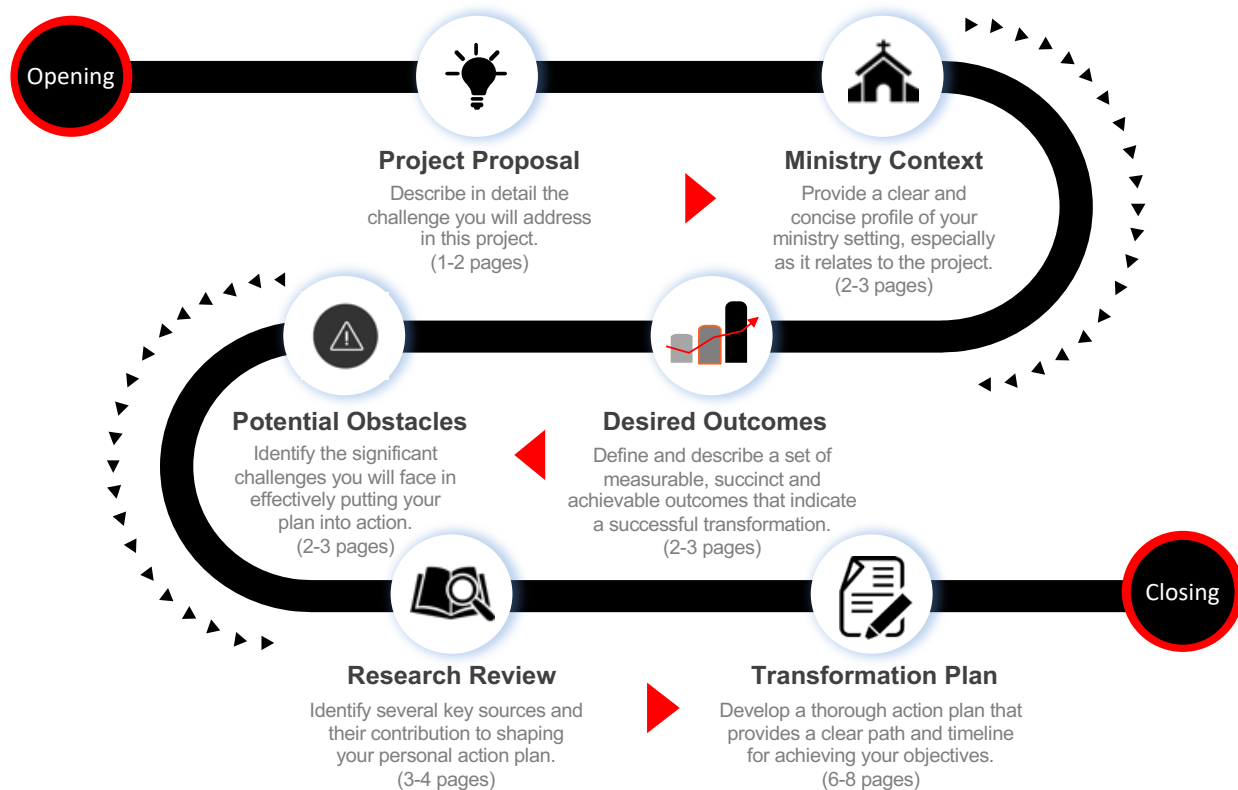 Opening
Project Proposal
Describe in detail the
challenge you will address
in this project.
(1-2 pages)
Ministry Context
Provide a clear and
concise profile of your
ministry setting, especially
as it relates to the project.
(2-3 pages)
Desired Outcomes
Define and describe a set of
measurable, succinct and
achievable outcomes that indicate
a successful transformation.
(2-3 pages)
Potential Obstacles
Identify the significant
challenges you will face in
effectively putting your
plan into action.
(2-3 pages)
Research Review
Identify several key sources and
their contribution to shaping
your personal action plan.
(3-4 pages)
Transformation Plan
Develop a thorough action plan that
provides a clear path and timeline
for achieving your objectives.
(6-8 pages)
Closing